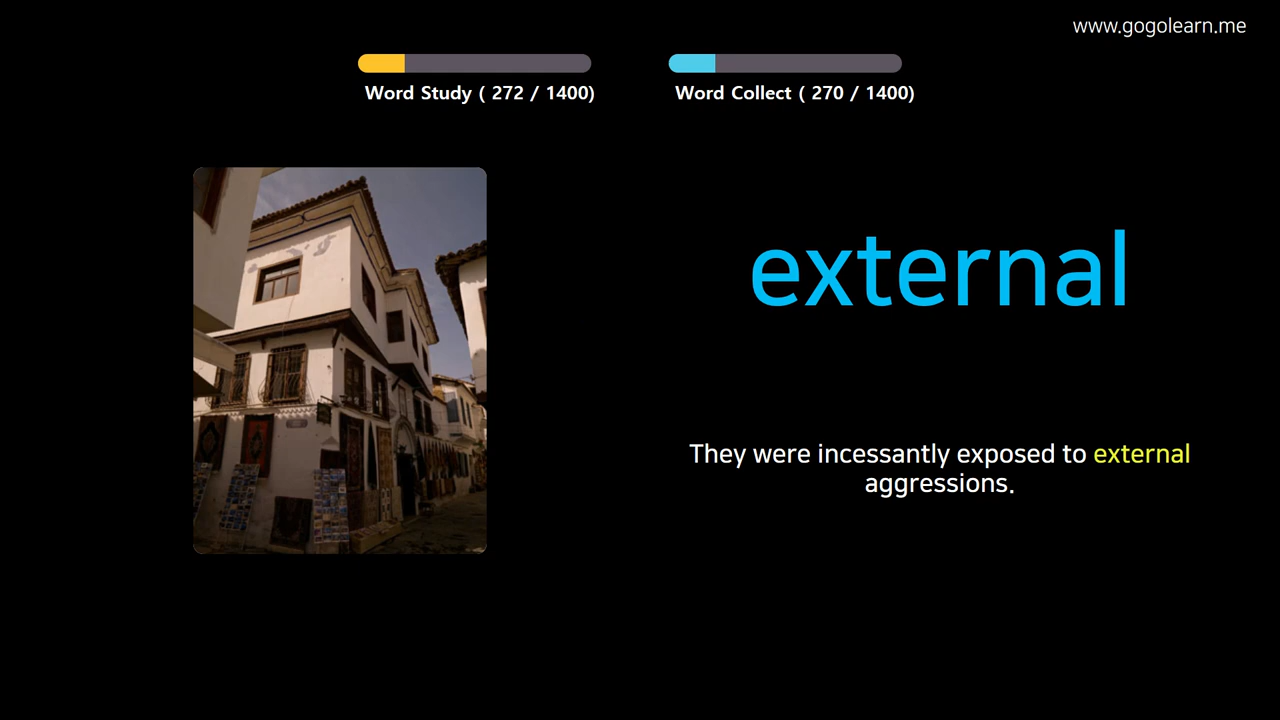 www.gogolearn.me
Word Study ( 272 / 1400)
Word Collect ( 270 / 1400)
external
They were incessantly exposed to external
aggressions.